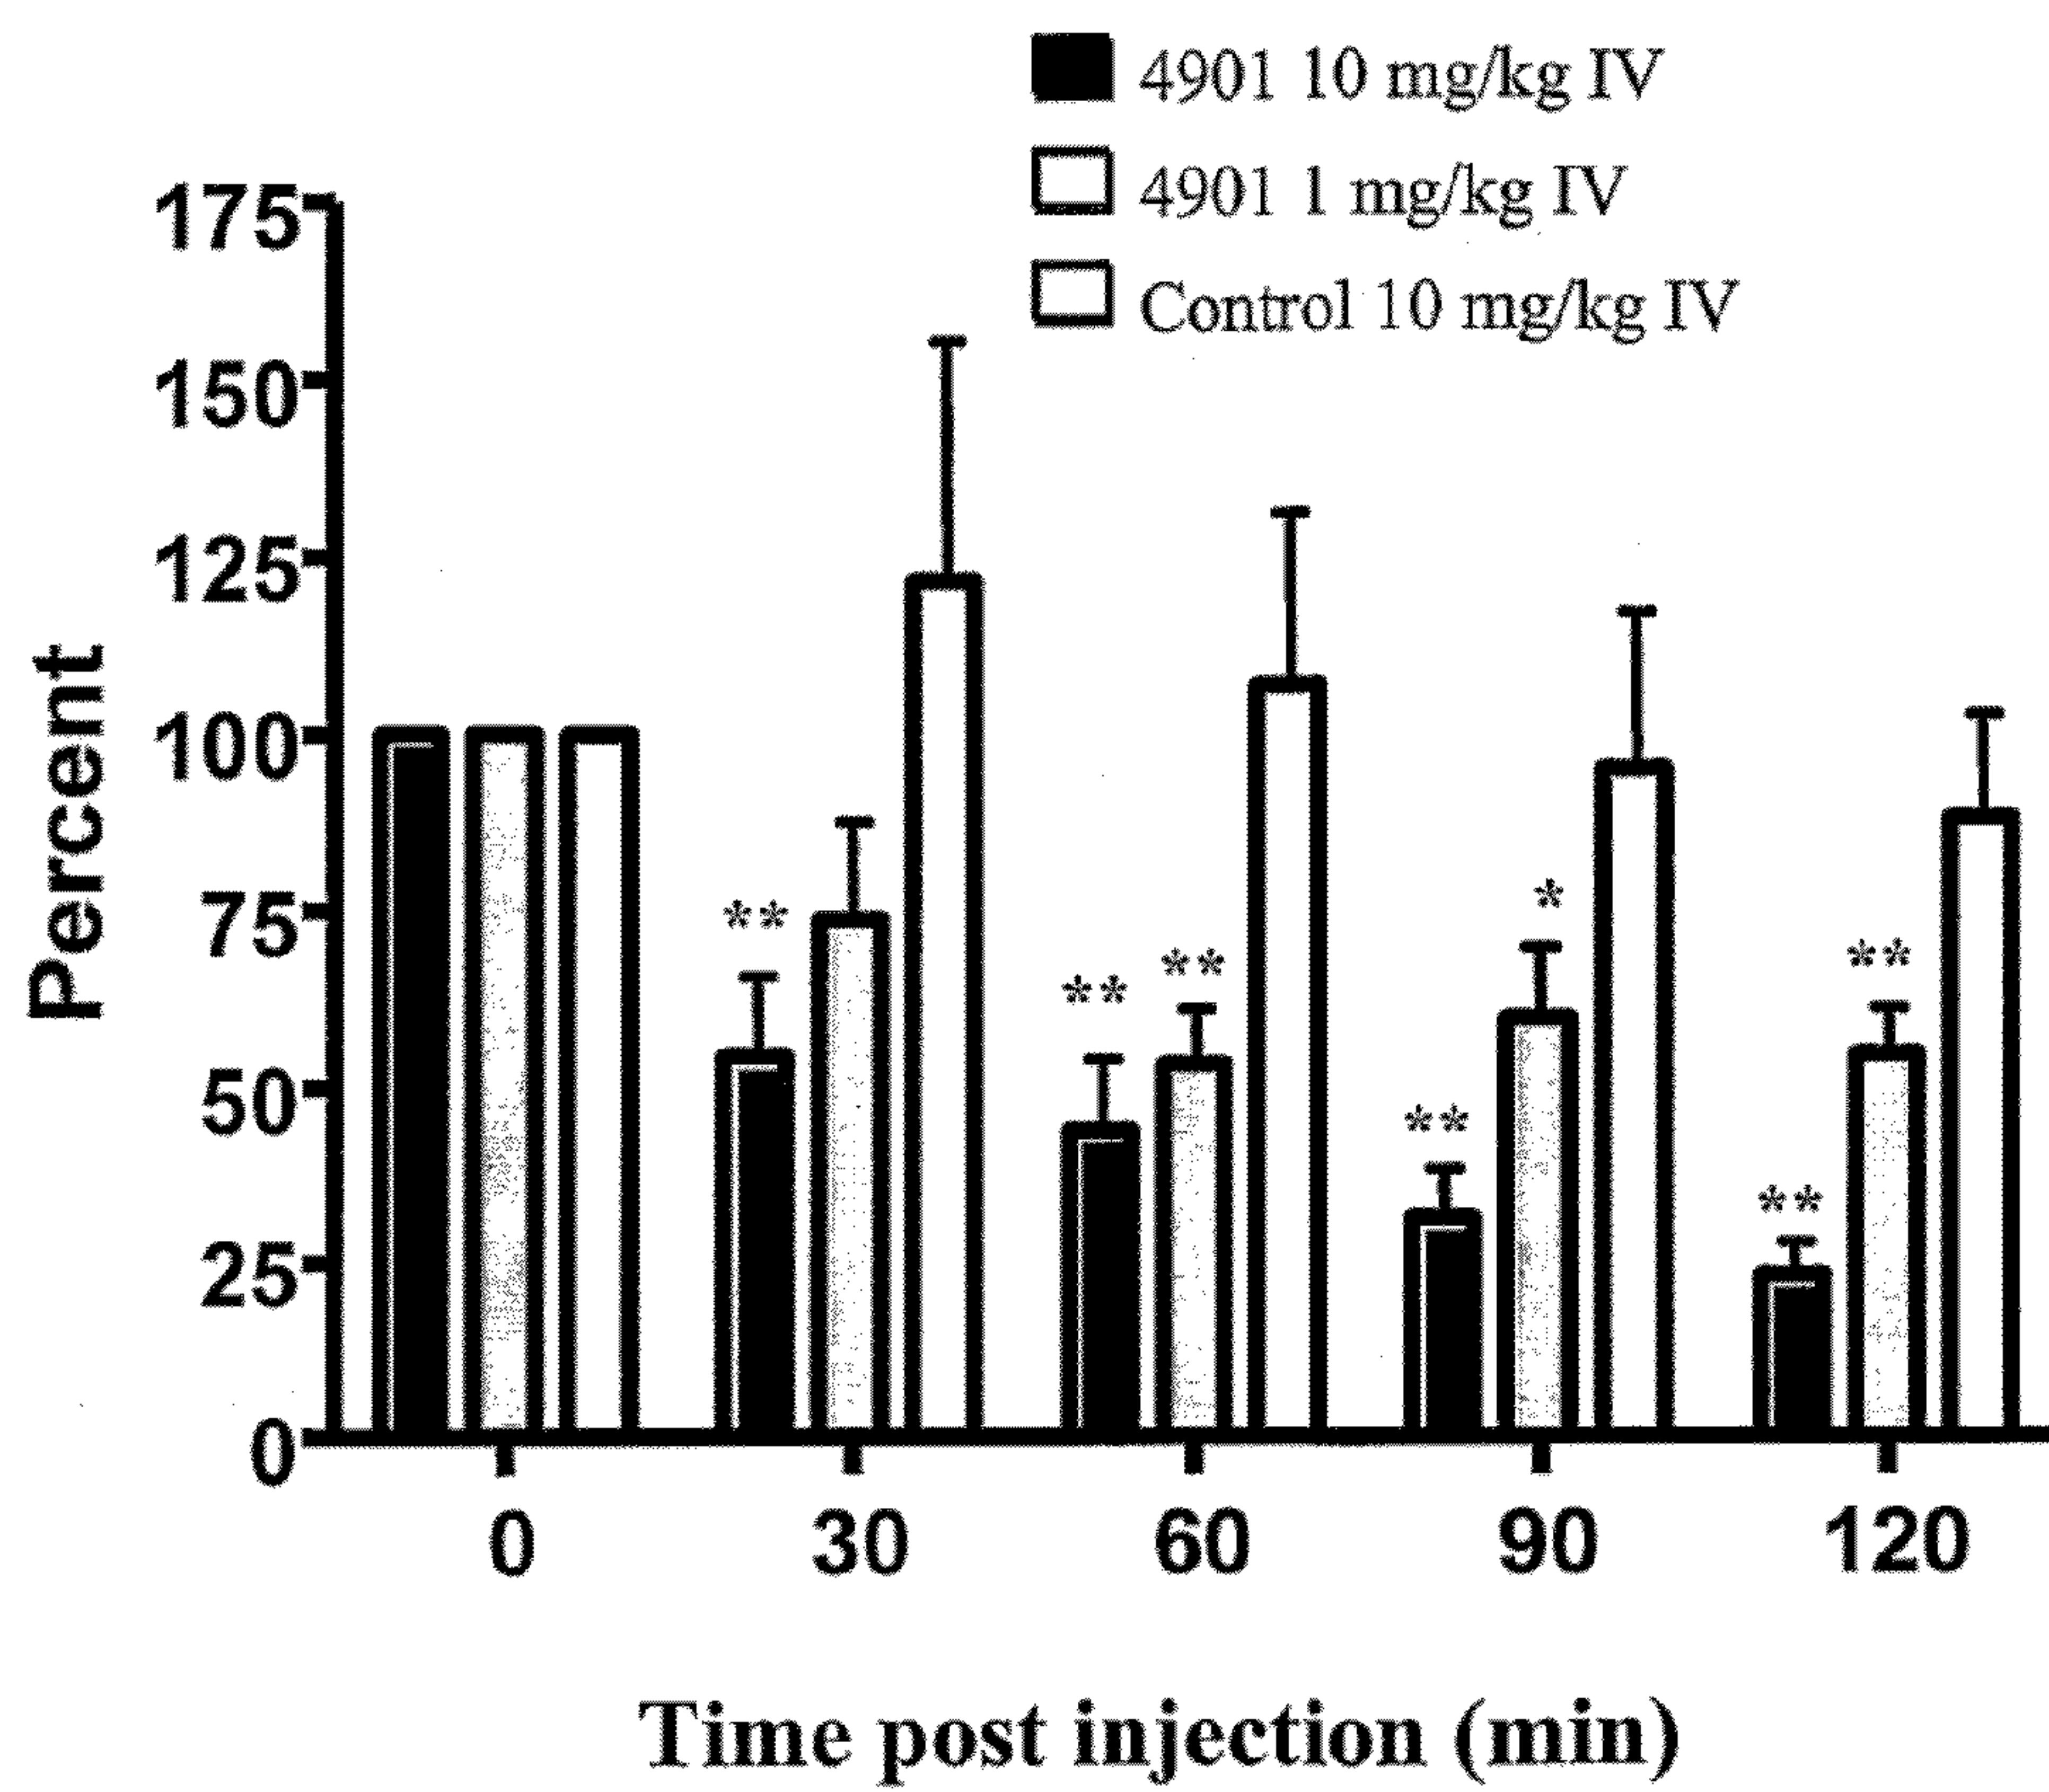 4901 10 mg/kg IV
4901 1 mg/kg IV
Control 10 mg/kg IV
175
150
125
100
75
50
25
0
Percent
**
**
**
**
*
**
**
0 30 60 90 120
Time post injection (min)